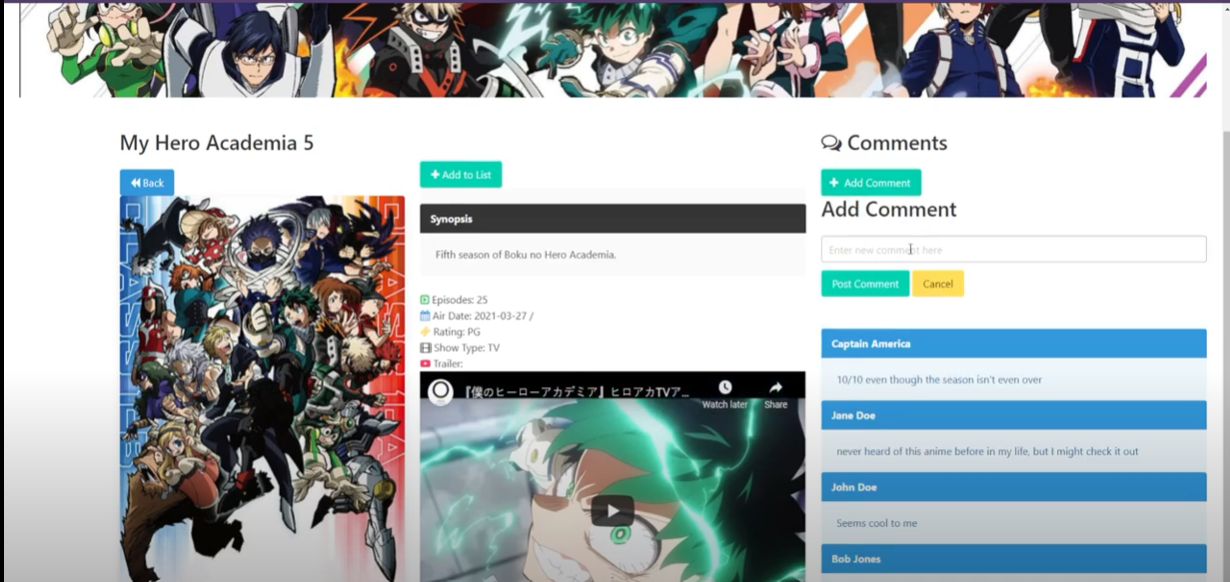 My Hero Academia 5
Back
Add to List
Synopsis
Fifth season of Boku no Hero Academia.
Episodes: 25
Air Date: 2021-03-27 /
Rating: PG
Show Type: TV
Trailer:
『僕のヒーローアカデミア』ヒロアカTVア...
Watch later
Share
Comments
Add Comment
Add Comment
Enter new comment here
Post Comment
Cancel
Captain America
10/10 even though the season isn't even over
Jane Doe
never heard of this anime before in my life, but I might check it out
John Doe
Seems cool to me
Bob Jones